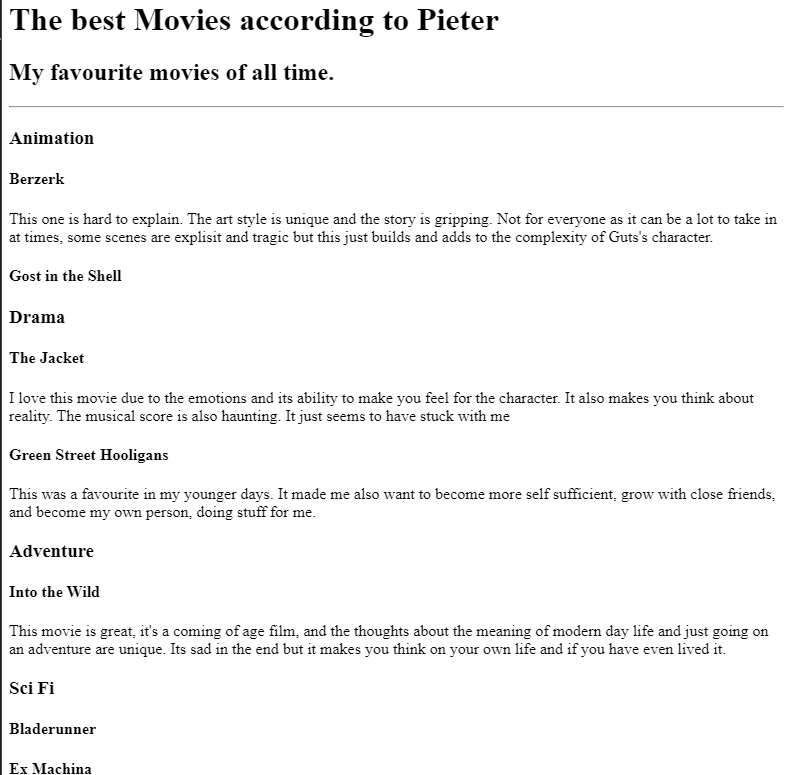 The best Movies according to Pieter
My favourite movies of all time.
Animation
Berzerk
This one is hard to explain. The art style is unique and the story is gripping. Not for everyone as it can be a lot to take in
at times, some scenes are explisit and tragic but this just builds and adds to the complexity of Guts's character.
Gost in the Shell
Drama
The Jacket
I love this movie due to the emotions and its ability to make you feel for the character. It also makes you think about
reality. The musical score is also haunting. It just seems to have stuck with me
Green Street Hooligans
This was a favourite in my younger days. It made me also want to become more self sufficient, grow with close friends,
and become my own person, doing stuff for me.
Adventure
Into the Wild
This movie is great, it's a coming of age film, and the thoughts about the meaning of modern day life and just going on
an adventure are unique. Its sad in the end but it makes you think on your own life and if you have even lived it.
Sci Fi
Bladerunner
Ex Machina